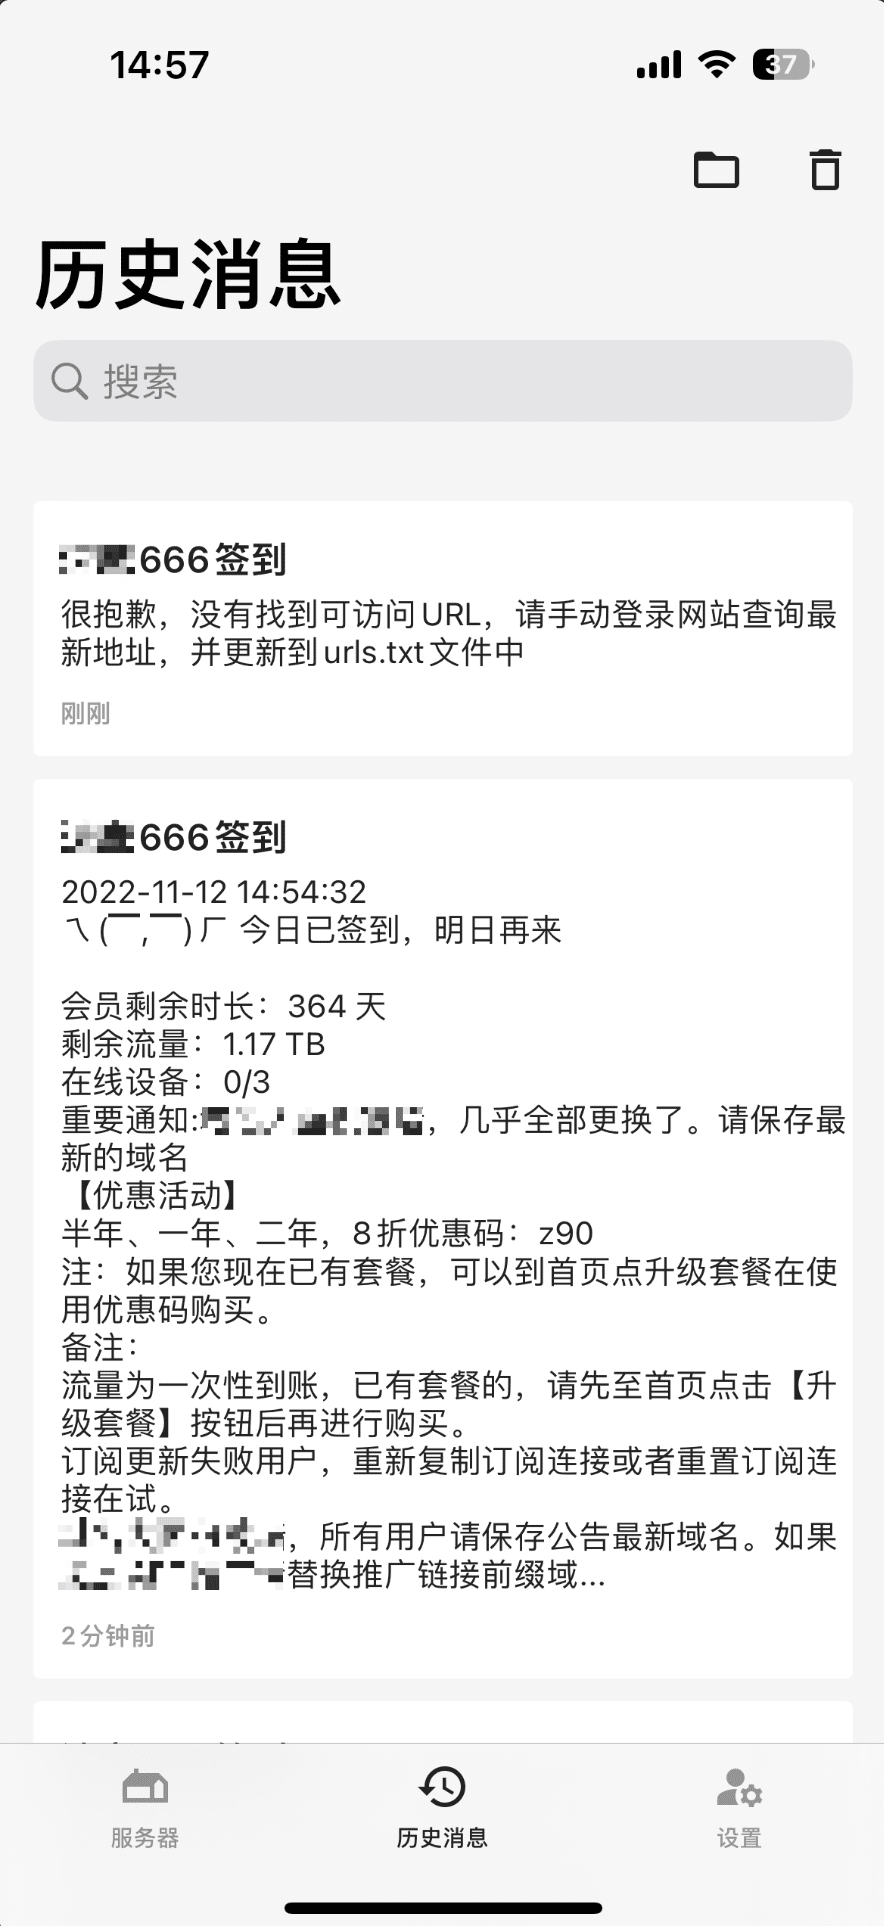 14:57
37
历史消息
搜索
666签到
很抱歉，没有找到可访问URL，请手动登录网站查询最
新地址，并更新到urls.txt文件中
刚刚
666签到
2022-11-12 14:54:32
乁(￣,￣)厂 今日已签到，明日再来
会员剩余时长：364 天
剩余流量：1.17 TB
在线设备：0/3
重要通知:，几乎全部更换了。请保存最
新的域名
【优惠活动】
半年、一年、二年，8折优惠码：z90
注：如果您现在已有套餐，可以到首页点升级套餐在使
用优惠码购买。
备注：
流量为一次性到账，已有套餐的，请先至首页点击【升
级套餐】按钮后再进行购买。
订阅更新失败用户，重新复制订阅连接或者重置订阅连
接在试。
，所有用户请保存公告最新域名。如果
替换推广链接前缀域...
2分钟前
服务器
历史消息
设置